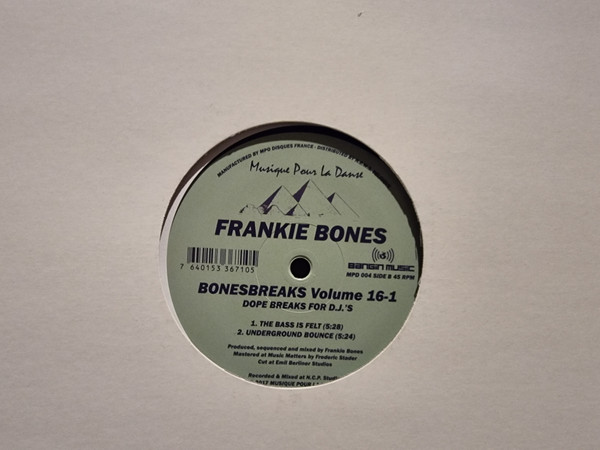 MANUFACTURED BY MPO DISQUES FRANCE - DISTRIBUTED BY
Musique Pour La Danse
FRANKIE BONES
7 640153 367105
BANGIN MUSIC
MPD 004 SIDE B 45 RPM
BONESBREAKS Volume 16-1
DOPE BREAKS FOR D.J.'S
1. THE BASS IS FELT (5:28)
2. UNDERGROUND BOUNCE (5:24)
Produced, sequenced and mixed by Frankie Bones
Mastered at Music Matters by Frederic Stader
Cut at Emil Berliner Studios
Recorded & Mixed at N.C.P.
2017 MUSIQUE POUR